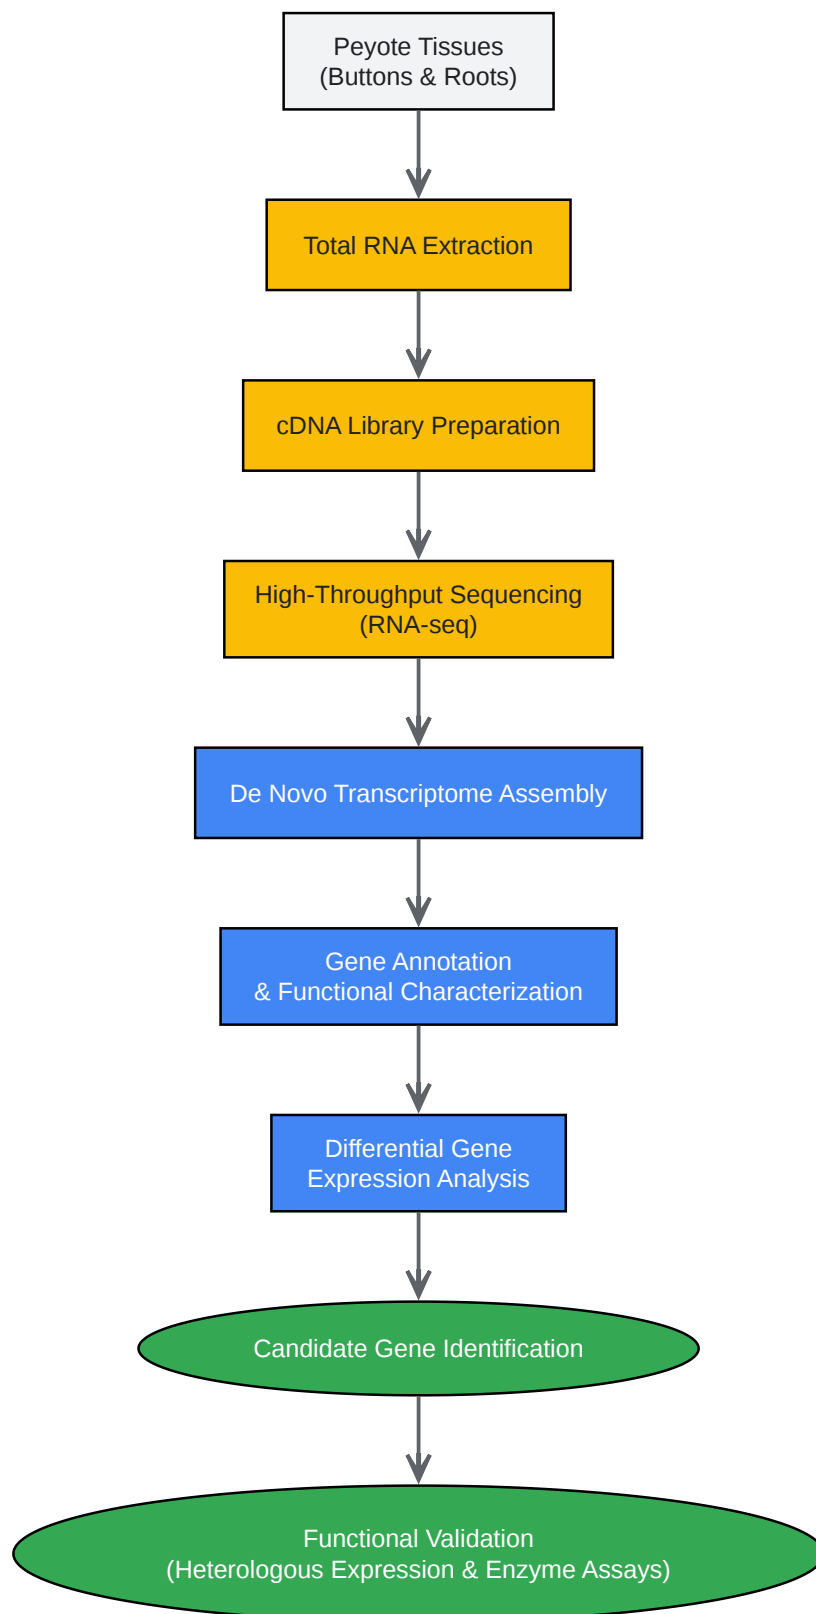 Peyote Tissues
(Buttons & Roots)
Total RNA Extraction
cDNA Library Preparation
High-Throughput Sequencing
(RNA-seq)
De Novo Transcriptome Assembly
Gene Annotation
& Functional Characterization
Differential Gene
Expression Analysis
Candidate Gene Identification
Functional Validation
(Heterologous Expression & Enzyme Assays)